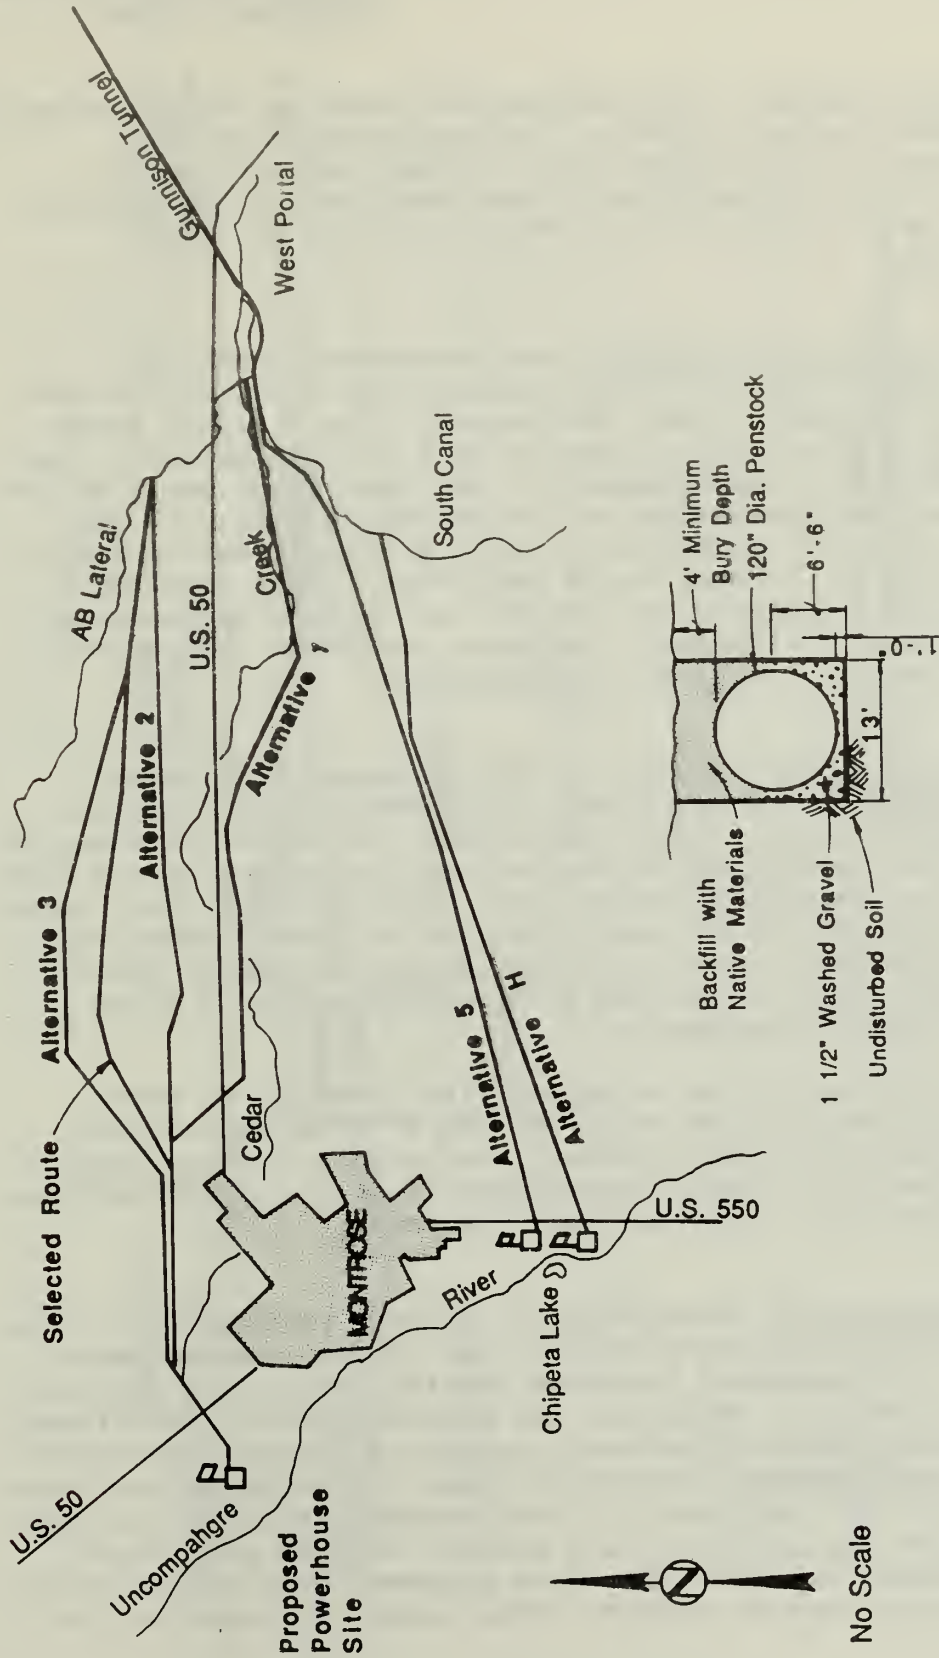 Gunnison Tunnel
West Portal
AB Lateral
U.S. 50
Creek
South Canal
Alternative 3
Alternative 2
Alternative 1
Selected Route
Cedar
Alternative 5
Alternative H
MONTROSE
U.S. 550
River
Chipeta Lake
U.S. 50
Uncompahgre
Proposed
Powerhouse
Site
N
No Scale
4' Minimum
Bury Depth
120" Dia. Penstock
6'-6"
1'-0"
13'
Backfill with
Native Materials
1 1/2" Washed Gravel
Undisturbed Soil